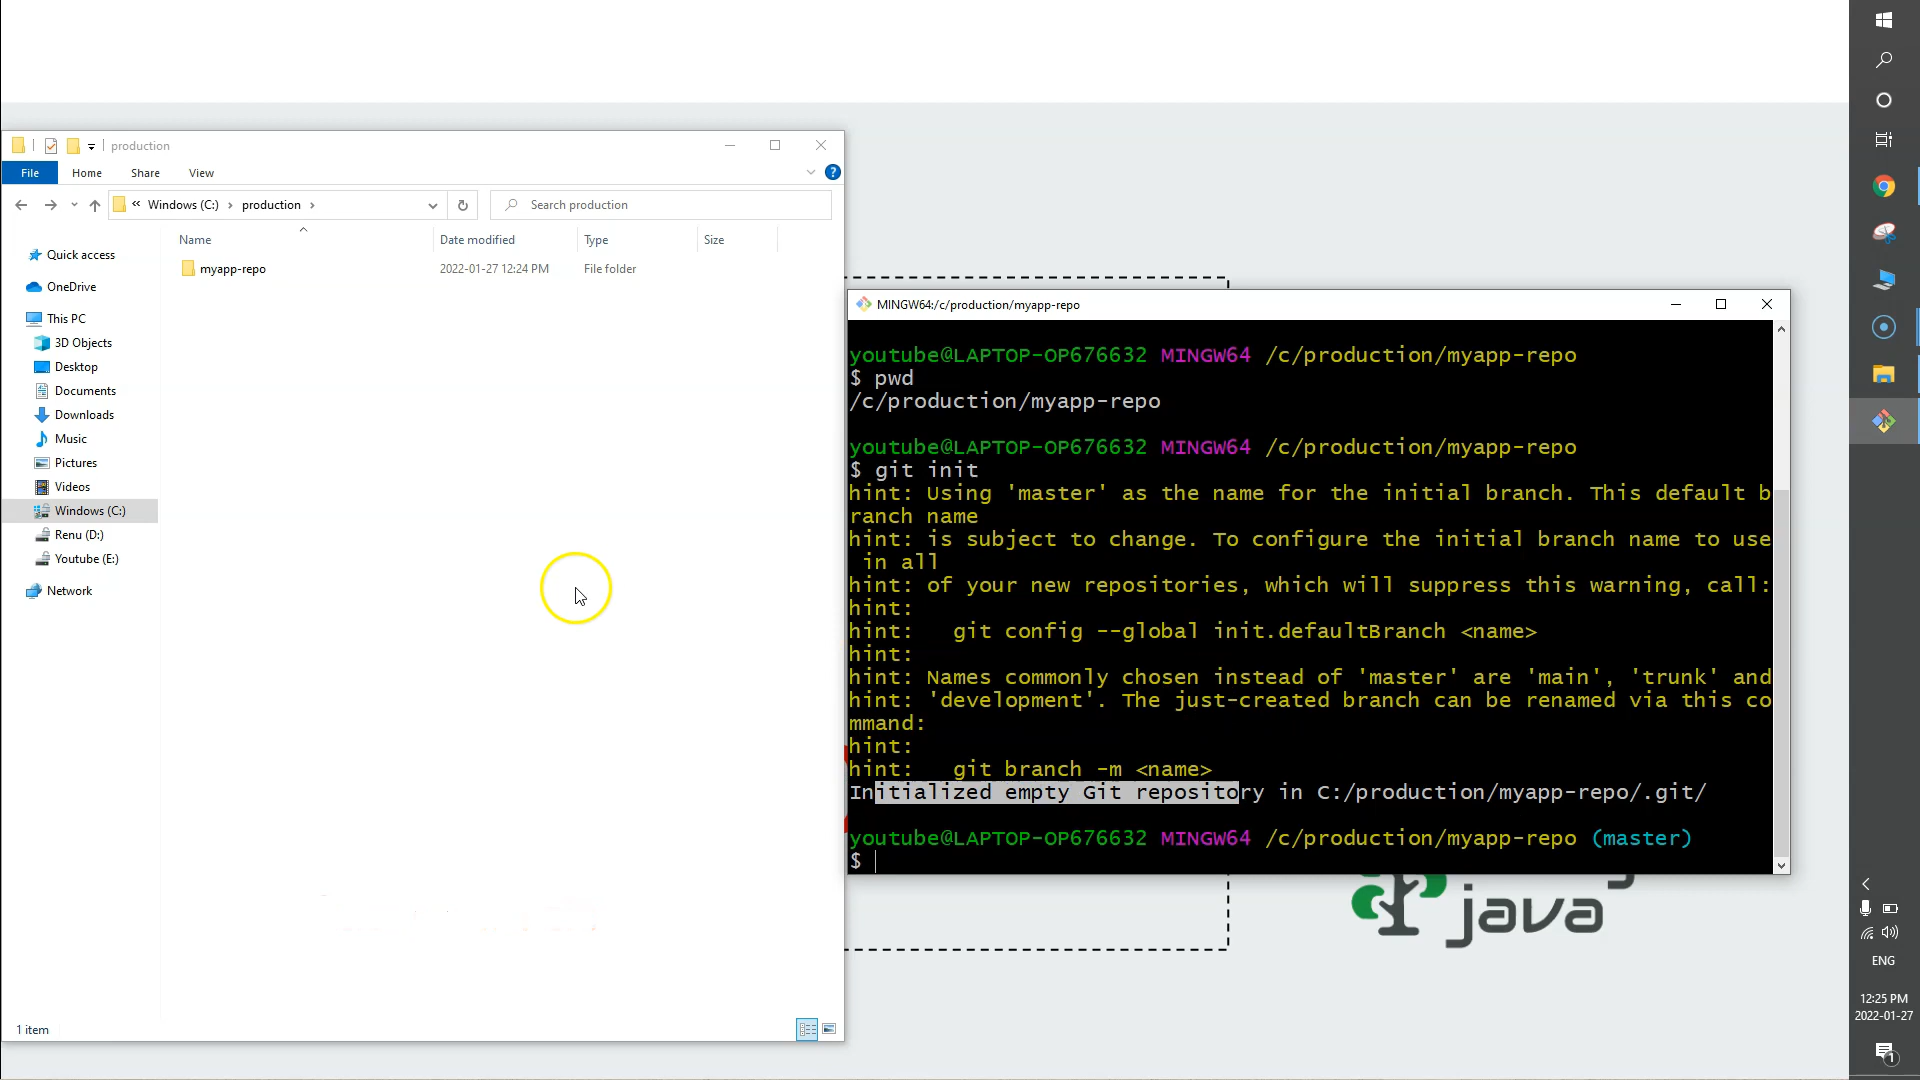 production
File
Home
Share
View
?
« Windows (C:) › production ›
Search production
Name
Date modified
Type
Size
myapp-repo
2022-01-27 12:24 PM
File folder
Quick access
OneDrive
This PC
3D Objects
Desktop
Documents
Downloads
Music
Pictures
Videos
Windows (C:)
Renu (D:)
Youtube (E:)
Network
1 item
MINGW64:/c/production/myapp-repo
youtube@LAPTOP-OP676632 MINGW64 /c/production/myapp-repo
$ pwd
/c/production/myapp-repo
youtube@LAPTOP-OP676632 MINGW64 /c/production/myapp-repo
$ git init
hint: Using 'master' as the name for the initial branch. This default b
ranch name
hint: is subject to change. To configure the initial branch name to use
in all
hint: of your new repositories, which will suppress this warning, call:
hint:
hint: git config --global init.defaultBranch <name>
hint:
hint: Names commonly chosen instead of 'master' are 'main', 'trunk' and
hint: 'development'. The just-created branch can be renamed via this co
mmand:
hint:
hint: git branch -m <name>
Initialized empty Git repository in C:/production/myapp-repo/.git/
youtube@LAPTOP-OP676632 MINGW64 /c/production/myapp-repo (master)
$
java
ENG
12:25 PM
2022-01-27
1